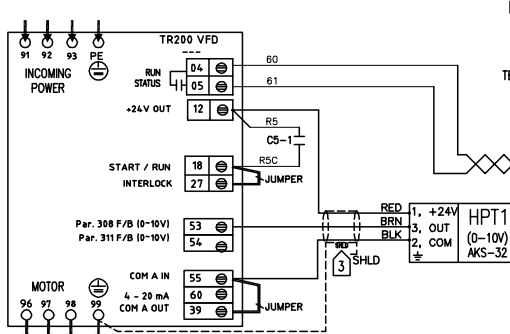 TR200 VFD
91 92 93 PE
INCOMING
POWER
RUN
STATUS
04
60
05
61
+24V OUT
12
R5
C5-1
R5C
START / RUN
18
INTERLOCK
27
JUMPER
Par. 308 F/B (0-10V)
53
Par. 311 F/B (0-10V)
54
RED
BRN
BLK
1, +24V
3, OUT
2, COM
HPT1
(0-10V)
AKS-32
SHLD
3
SHLD
COM A IN
55
4 - 20 mA
60
COM A OUT
39
JUMPER
MOTOR
96 97 98 99